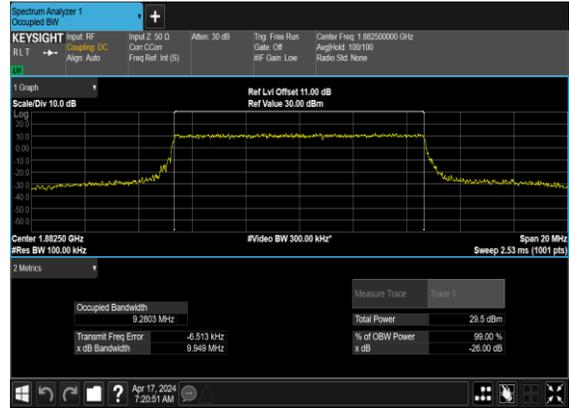 Spectrum Analyzer 1
Occupied BW
+
KEYSIGHT Input: RF Input Z: 50 Ω Atten: 30 dB Trig: Free Run Center Freq: 1.882500000 GHz
RLT Coupling: DC Corr CCorr Gate: Off Avg|Hold: 100/100
Align: Auto Freq Ref: Int (S) #IF Gain: Low Radio Std: None
1 Graph Ref Lvl Offset 11.00 dB
Scale/Div 10.0 dB Ref Value 30.00 dBm
Log
20.0
10.0
0.00
-10.0
-20.0
-30.0
-40.0
-50.0
-60.0
Center 1.88250 GHz #Video BW 300.00 kHz* Span 20 MHz
#Res BW 100.00 kHz Sweep 2.53 ms (1001 pts)
2 Metrics
Measure Trace Trace 1
Occupied Bandwidth
9.2803 MHz Total Power 29.5 dBm
Transmit Freq Error -6.513 kHz % of OBW Power 99.00 %
x dB Bandwidth 9.949 MHz x dB -26.00 dB
? Apr 17, 2024
7:20:51 AM